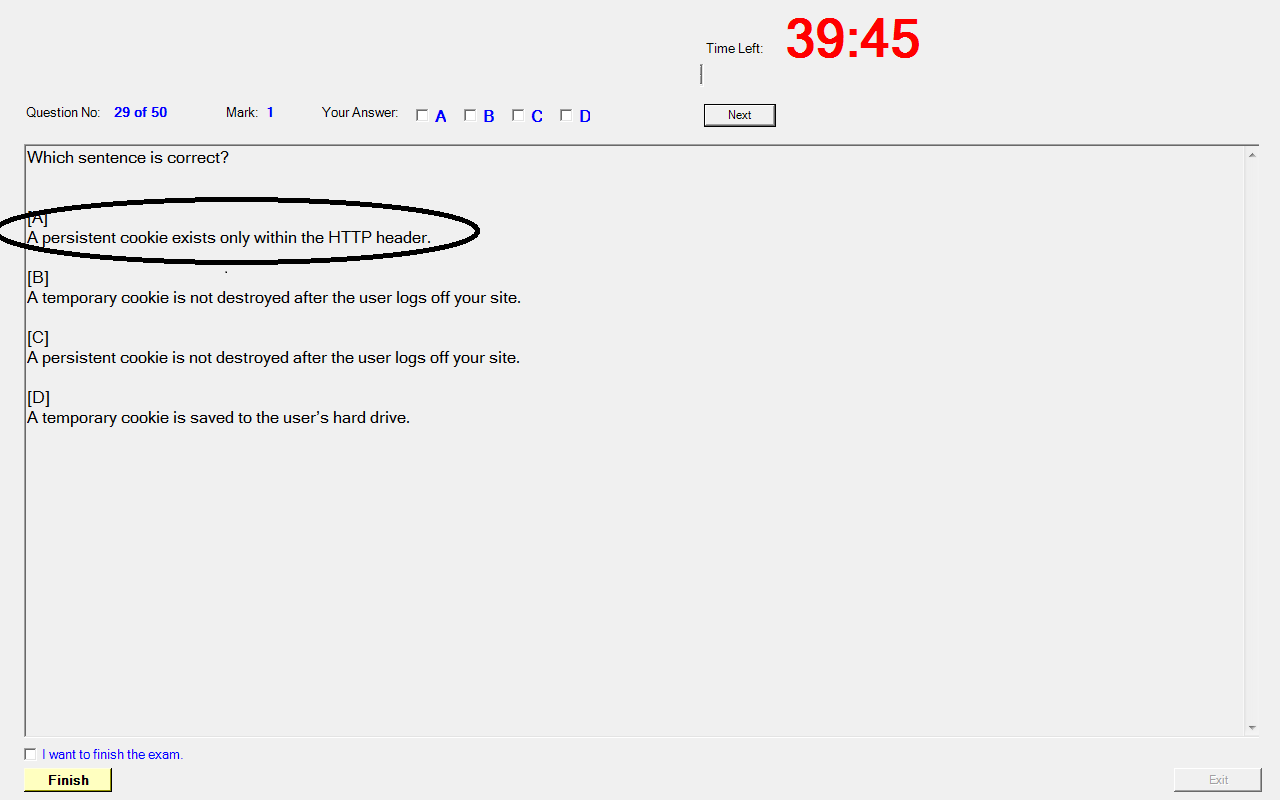 Time Left: 39:45
Question No: 29 of 50 Mark: 1 Your Answer: A B C D Next
Which sentence is correct?
[A]
A persistent cookie exists only within the HTTP header.
[B]
A temporary cookie is not destroyed after the user logs off your site.
[C]
A persistent cookie is not destroyed after the user logs off your site.
[D]
A temporary cookie is saved to the user’s hard drive.
I want to finish the exam.
Finish Exit